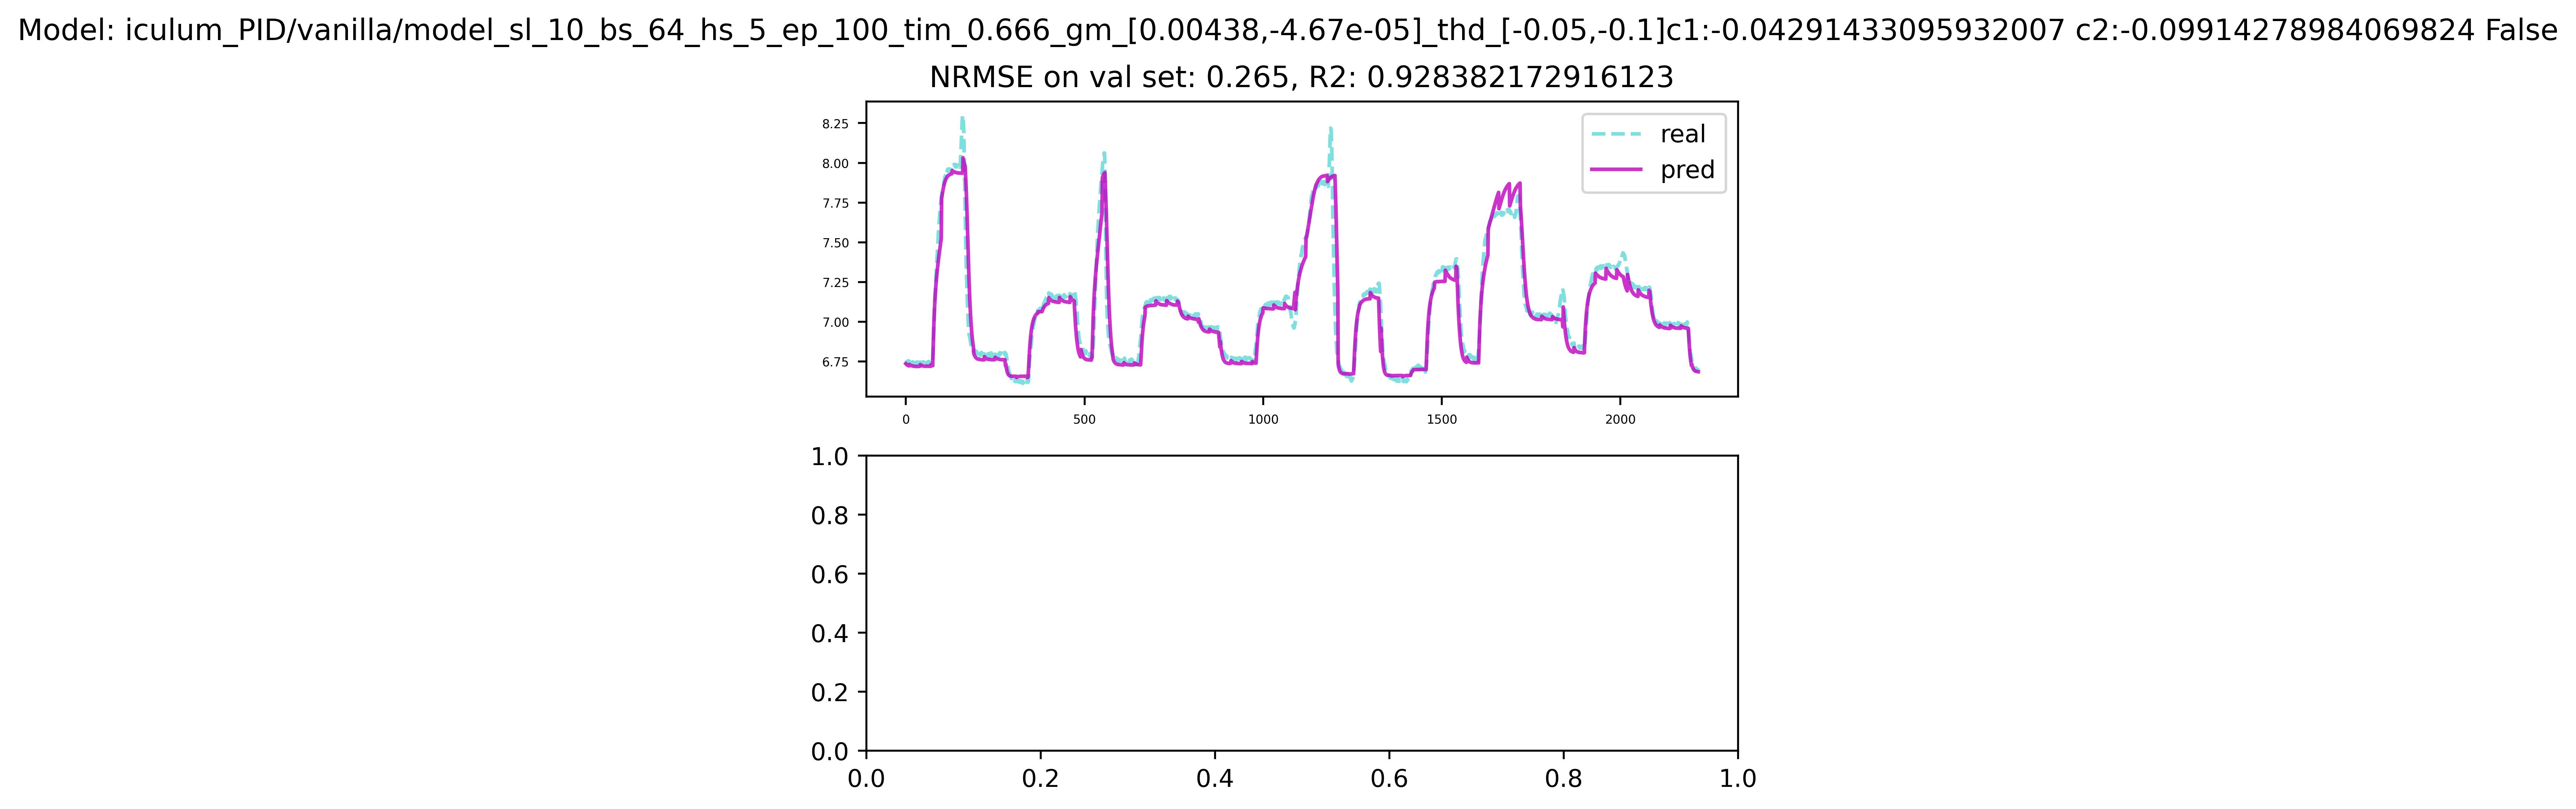 Model: iculum_PID/vanilla/model_sl_10_bs_64_hs_5_ep_100_tim_0.666_gm_[0.00438,-4.67e-05]_thd_[-0.05,-0.1]c1:-0.04291433095932007 c2:-0.09914278984069824 False
NRMSE on val set: 0.265, R2: 0.928382172916123
real
pred
8.25
8.00
7.75
7.50
7.25
7.00
6.75
0 500 1000 1500 2000
1.0
0.8
0.6
0.4
0.2
0.0
0.0 0.2 0.4 0.6 0.8 1.0